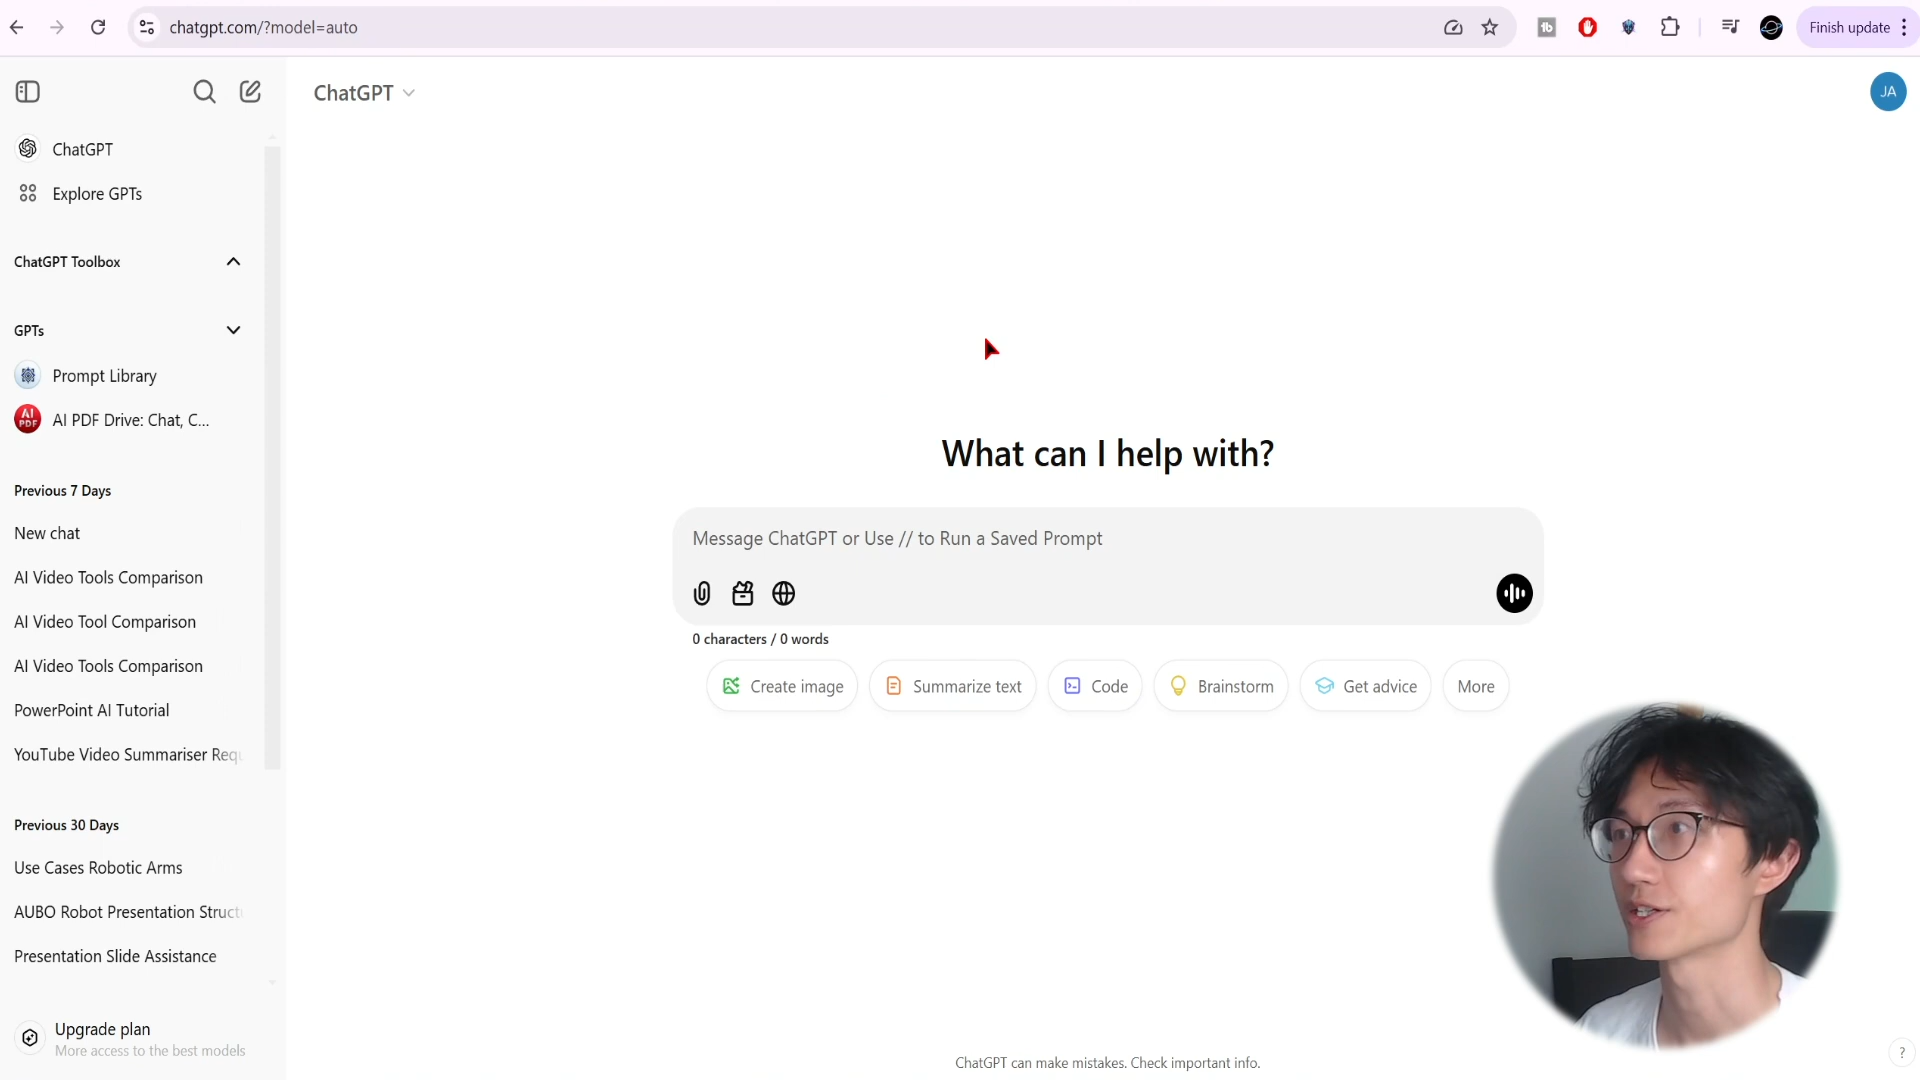 chatgpt.com/?model=auto
Finish update
ChatGPT
JA
ChatGPT
Explore GPTs
ChatGPT Toolbox
GPTs
Prompt Library
AI PDF
AI PDF Drive: Chat, C...
Previous 7 Days
New chat
AI Video Tools Comparison
AI Video Tool Comparison
AI Video Tools Comparison
PowerPoint AI Tutorial
YouTube Video Summariser Requ
Previous 30 Days
Use Cases Robotic Arms
AUBO Robot Presentation Struct
Presentation Slide Assistance
Upgrade plan
More access to the best models
What can I help with?
Message ChatGPT or Use // to Run a Saved Prompt
0 characters / 0 words
Create image
Summarize text
Code
Brainstorm
Get advice
More
ChatGPT can make mistakes. Check important info.
?